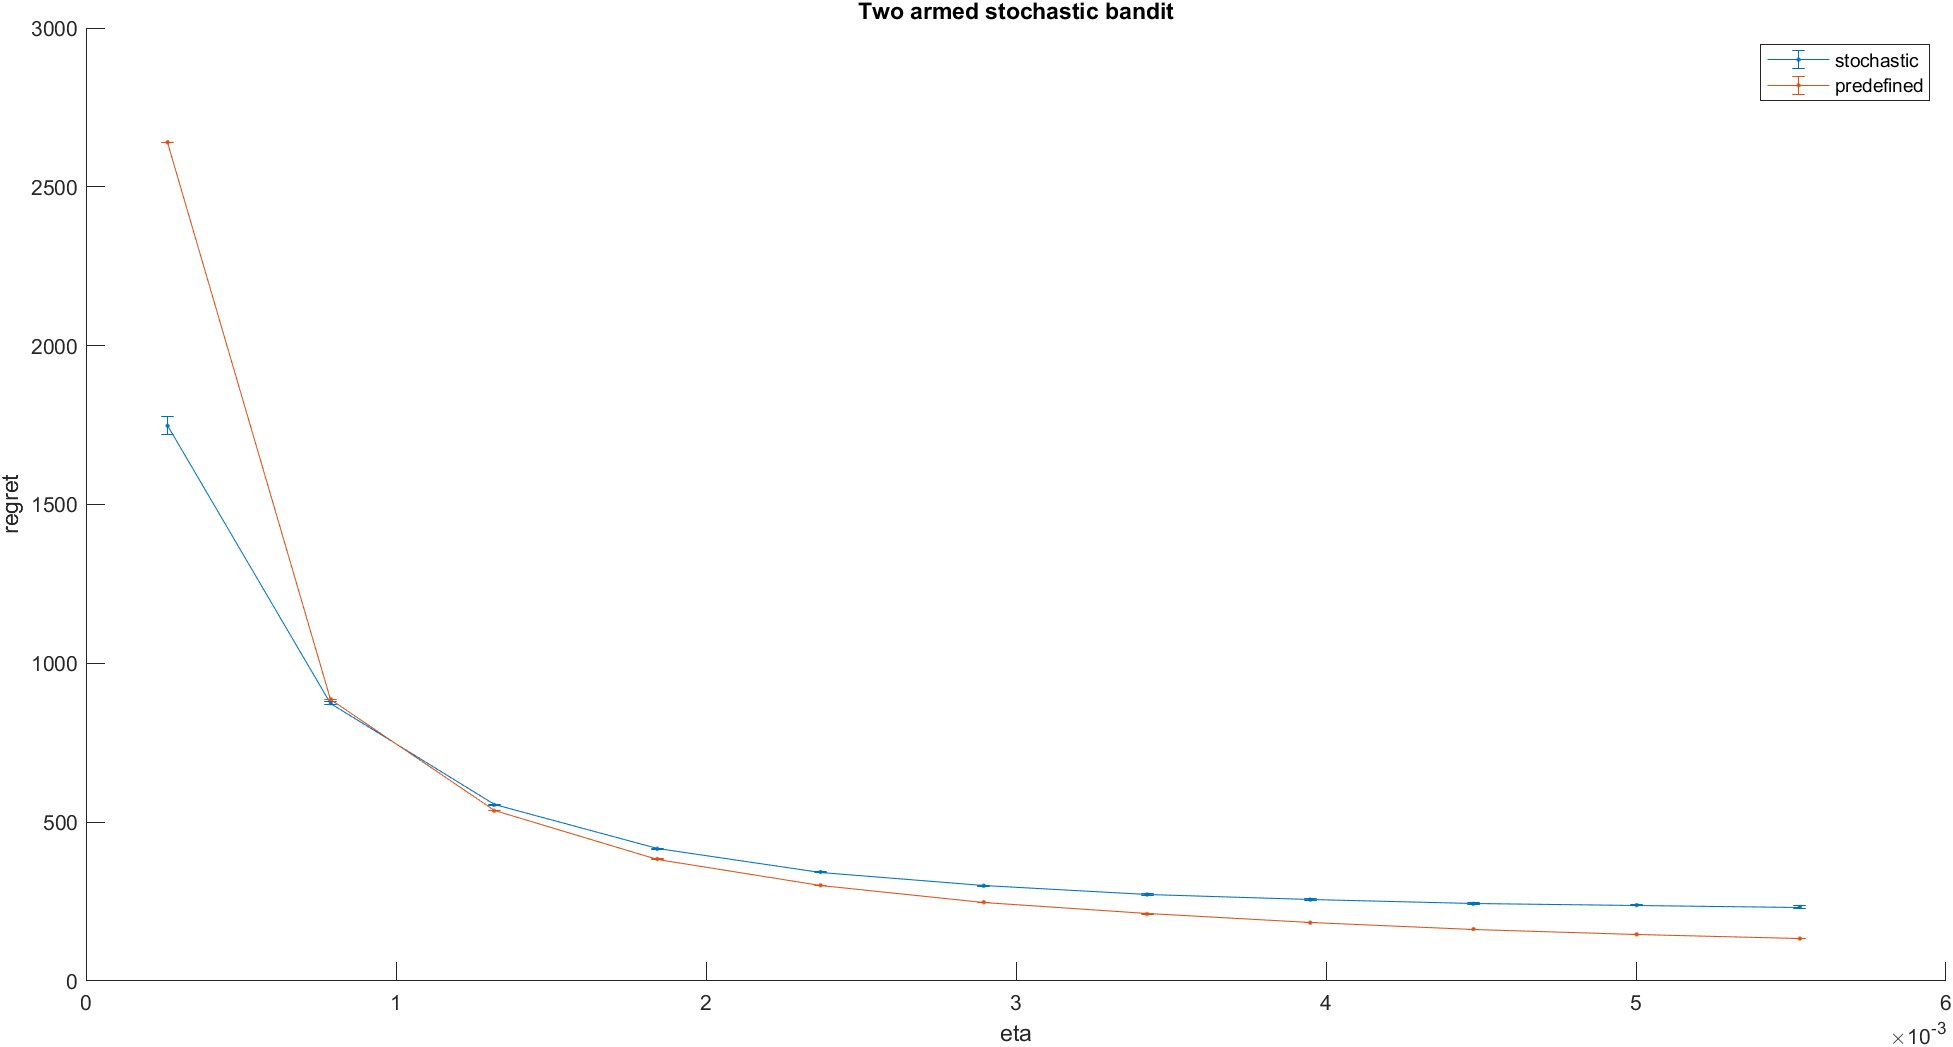 Two armed stochastic bandit
stochastic
predefined
3000
2500
2000
1500
1000
500
0
regret
0 1 2 3 4 5 6
eta
×10-3